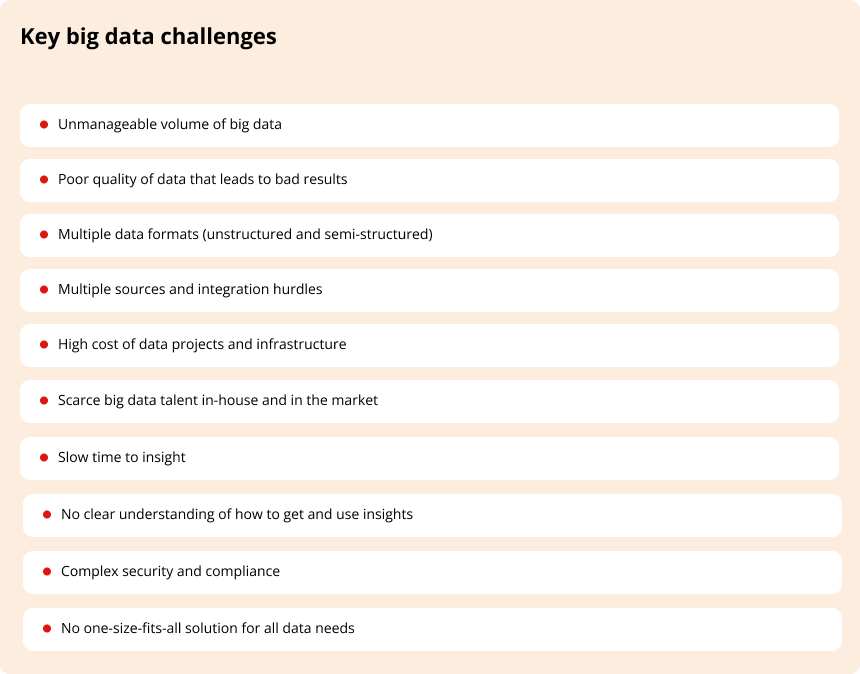 Key big data challenges
Unmanageable volume of big data
Poor quality of data that leads to bad results
Multiple data formats (unstructured and semi-structured)
Multiple sources and integration hurdles
High cost of data projects and infrastructure
Scarce big data talent in-house and in the market
Slow time to insight
No clear understanding of how to get and use insights
Complex security and compliance
No one-size-fits-all solution for all data needs